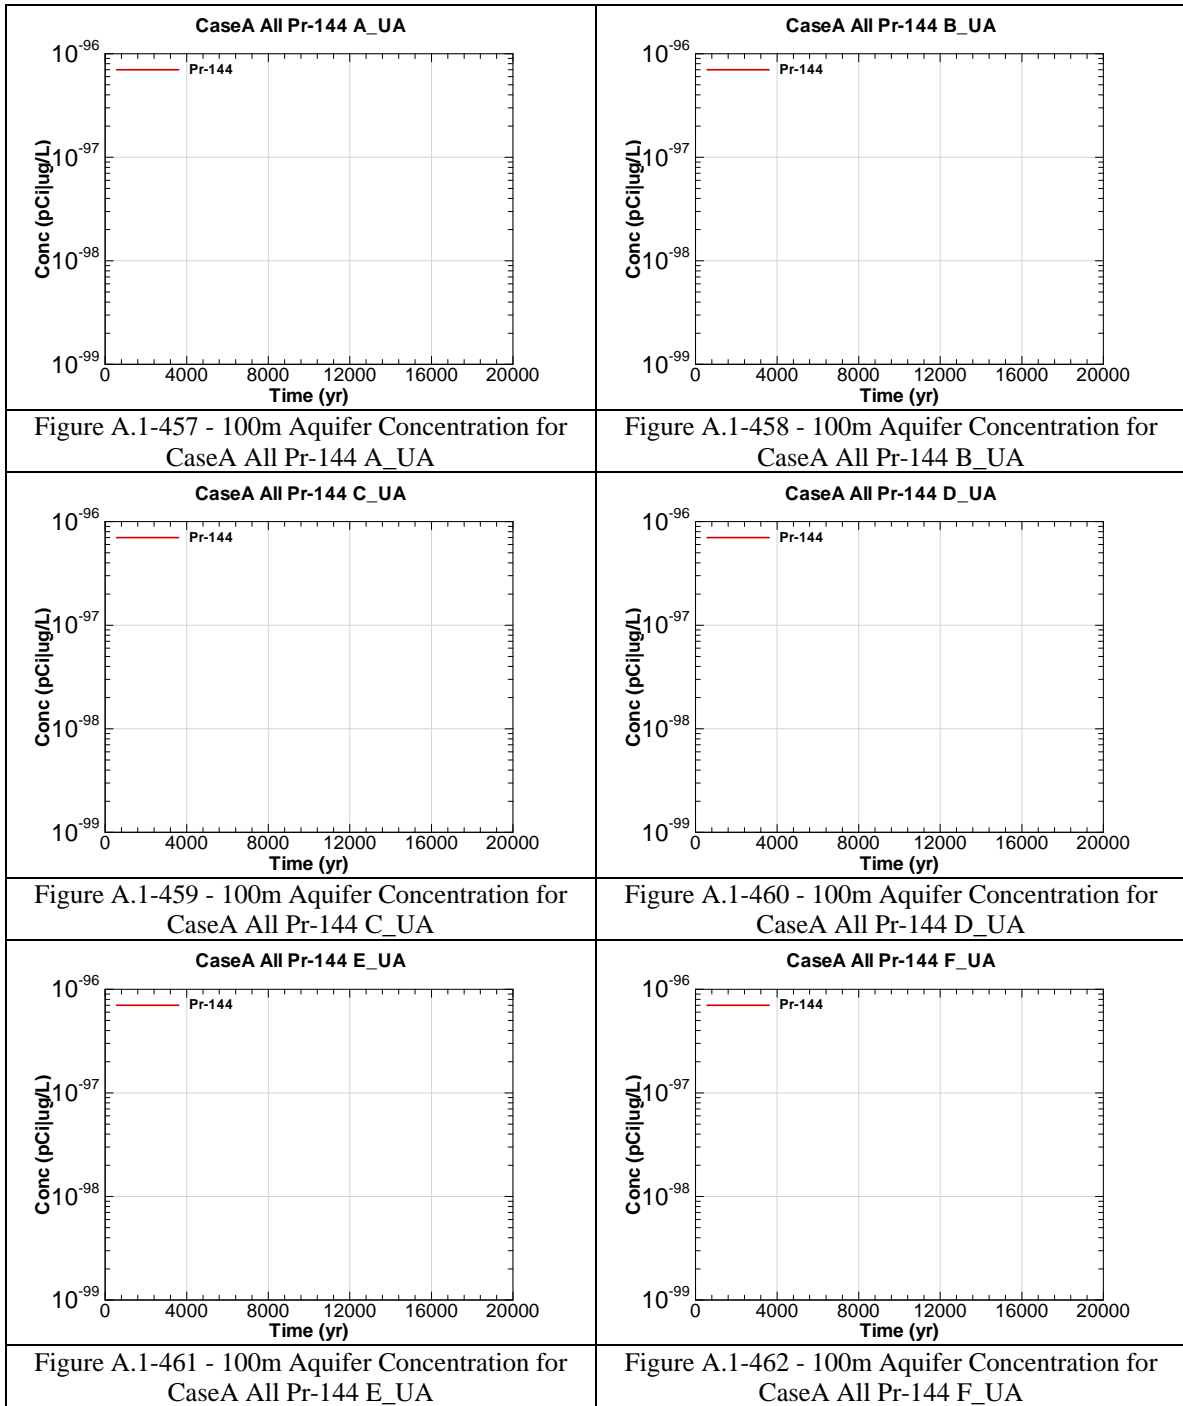 CaseA All Pr-144 A_UA
10^-96
Pr-144
10^-97
Conc (pCi|ug/L)
10^-98
10^-99
0 4000 8000 12000 16000 20000
Time (yr)
Figure A.1-457 - 100m Aquifer Concentration for
CaseA All Pr-144 A_UA
CaseA All Pr-144 B_UA
10^-96
Pr-144
10^-97
Conc (pCi|ug/L)
10^-98
10^-99
0 4000 8000 12000 16000 20000
Time (yr)
Figure A.1-458 - 100m Aquifer Concentration for
CaseA All Pr-144 B_UA
CaseA All Pr-144 C_UA
10^-96
Pr-144
10^-97
Conc (pCi|ug/L)
10^-98
10^-99
0 4000 8000 12000 16000 20000
Time (yr)
Figure A.1-459 - 100m Aquifer Concentration for
CaseA All Pr-144 C_UA
CaseA All Pr-144 D_UA
10^-96
Pr-144
10^-97
Conc (pCi|ug/L)
10^-98
10^-99
0 4000 8000 12000 16000 20000
Time (yr)
Figure A.1-460 - 100m Aquifer Concentration for
CaseA All Pr-144 D_UA
CaseA All Pr-144 E_UA
10^-96
Pr-144
10^-97
Conc (pCi|ug/L)
10^-98
10^-99
0 4000 8000 12000 16000 20000
Time (yr)
Figure A.1-461 - 100m Aquifer Concentration for
CaseA All Pr-144 E_UA
CaseA All Pr-144 F_UA
10^-96
Pr-144
10^-97
Conc (pCi|ug/L)
10^-98
10^-99
0 4000 8000 12000 16000 20000
Time (yr)
Figure A.1-462 - 100m Aquifer Concentration for
CaseA All Pr-144 F_UA